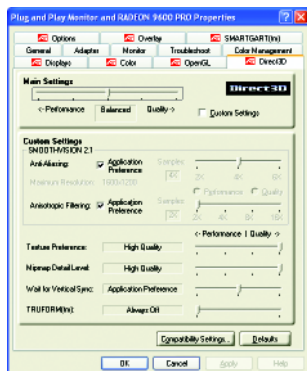 Plug and Play Monitor and RADEON 9600 PRO Properties
Options Overlay SMARTGART(tm)
General Adapter Monitor Troubleshoot Color Management
Displays Color OpenGL Direct3D
Main Settings
Direct3D
<- Performance Balanced Quality ->
Custom Settings
Custom Settings
SMOOTHVISION 2.1
Anti-Aliasing: Application Preference Samples 4X 2X 4X 6X
Maximum Resolution: 1600x1200
Performance Quality
Anisotropic Filtering: Application Preference Samples 2X 2X 4X 8X 16X
<- Performance | Quality ->
Texture Preference: High Quality
Mipmap Detail Level: High Quality
Wait for Vertical Sync: Application Preference
TRUFORM(tm): Always Off
Compatibility Settings... Defaults
OK Cancel Apply Help